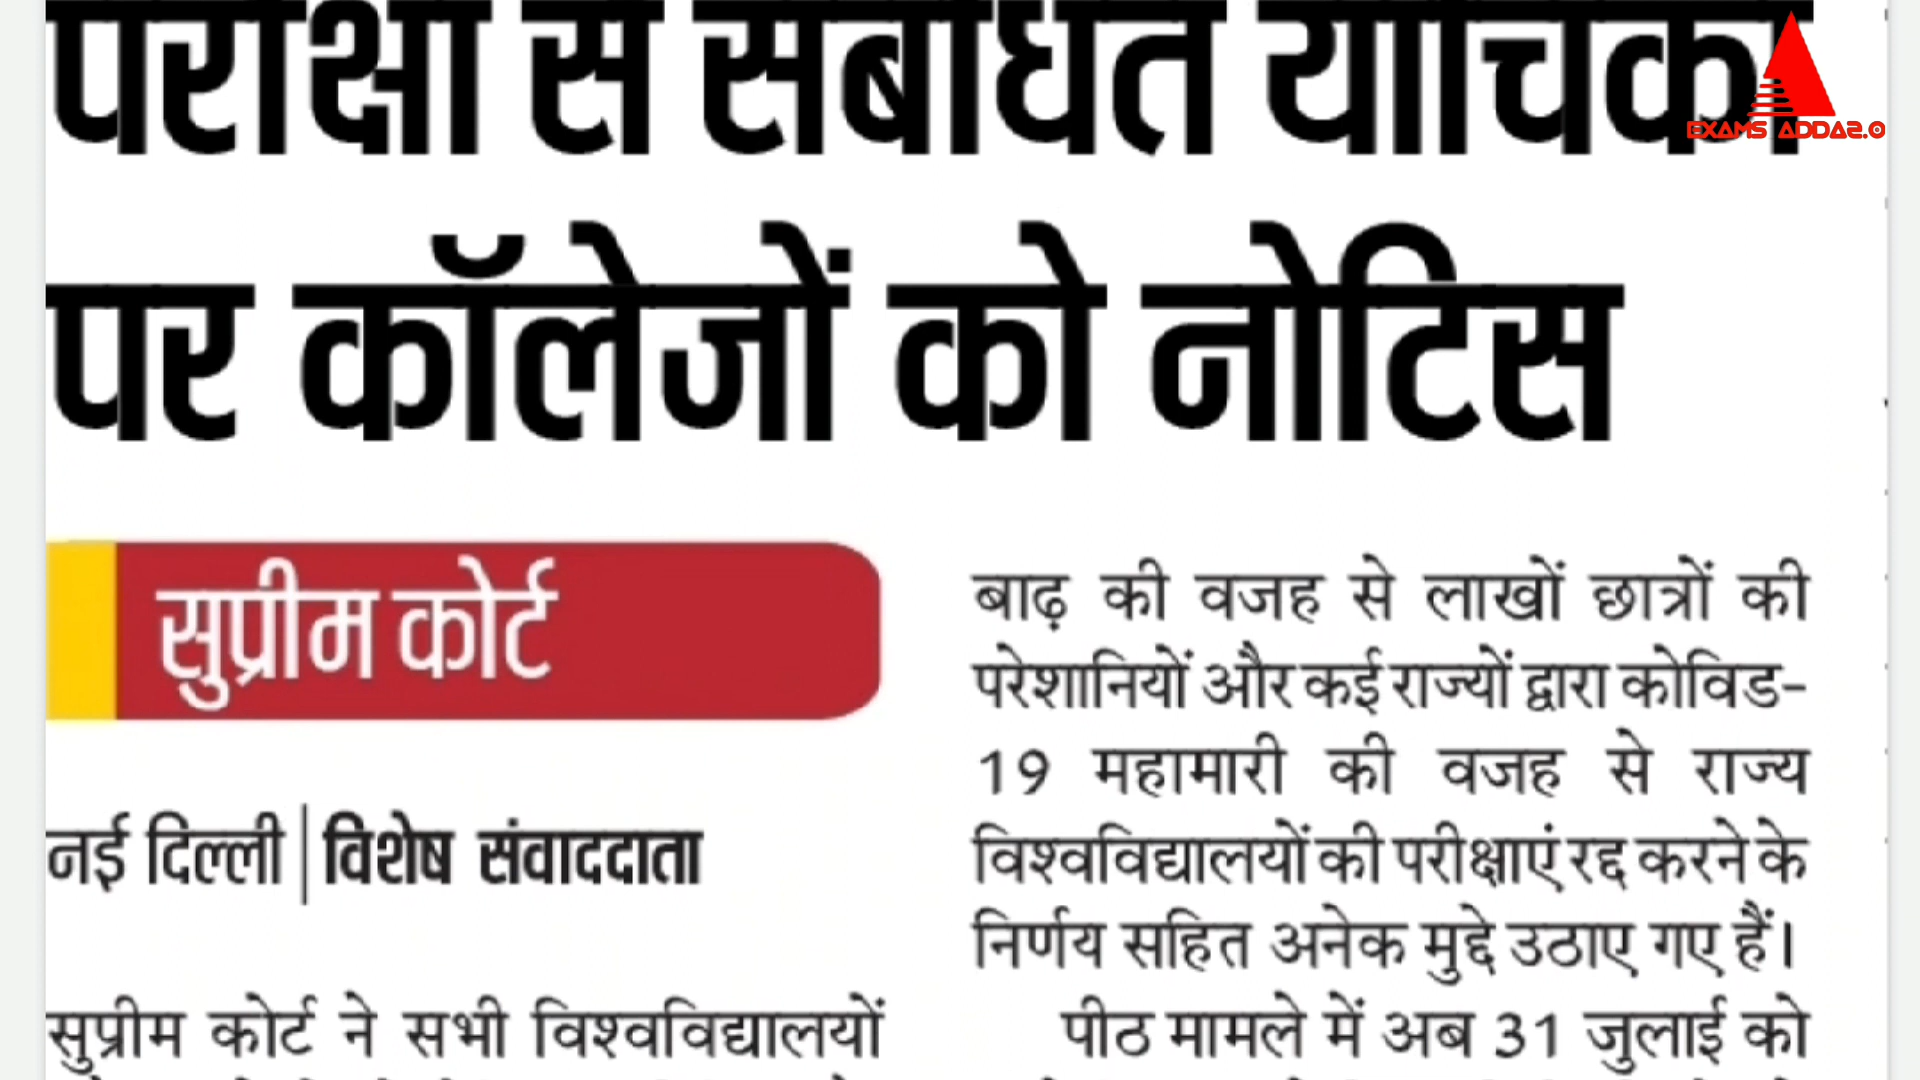 परीक्षा से संबंधित याचिका
पर कॉलेजों को नोटिस
EXAMS ADDA2.0
सुप्रीम कोर्ट
नई दिल्ली | विशेष संवाददाता
सुप्रीम कोर्ट ने सभी विश्वविद्यालयों
बाढ़ की वजह से लाखों छात्रों की
परेशानियों और कई राज्यों द्वारा कोविड-
19 महामारी की वजह से राज्य
विश्वविद्यालयों की परीक्षाएं रद्द करने के
निर्णय सहित अनेक मुद्दे उठाए गए हैं।
पीठ मामले में अब 31 जुलाई को